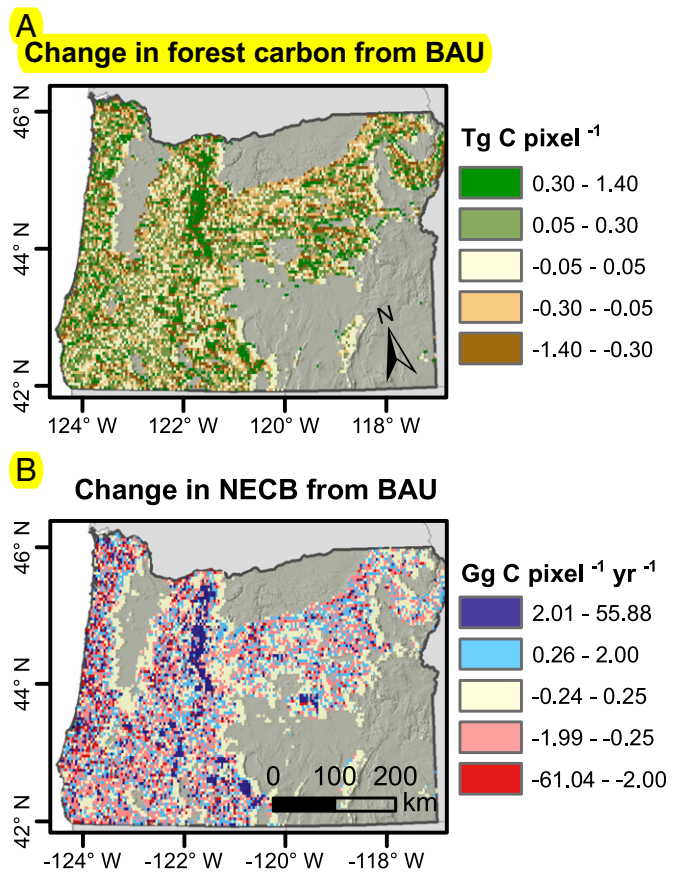 A
Change in forest carbon from BAU
46° N
44° N
42° N
124° W
122° W
120° W
118° W
N
Tg C pixel -1
0.30 - 1.40
0.05 - 0.30
-0.05 - 0.05
-0.30 - -0.05
-1.40 - -0.30
B
Change in NECB from BAU
46° N
44° N
42° N
-124° W
-122° W
-120° W
-118° W
0 100 200
km
Gg C pixel -1 yr -1
2.01 - 55.88
0.26 - 2.00
-0.24 - 0.25
-1.99 - -0.25
-61.04 - -2.00